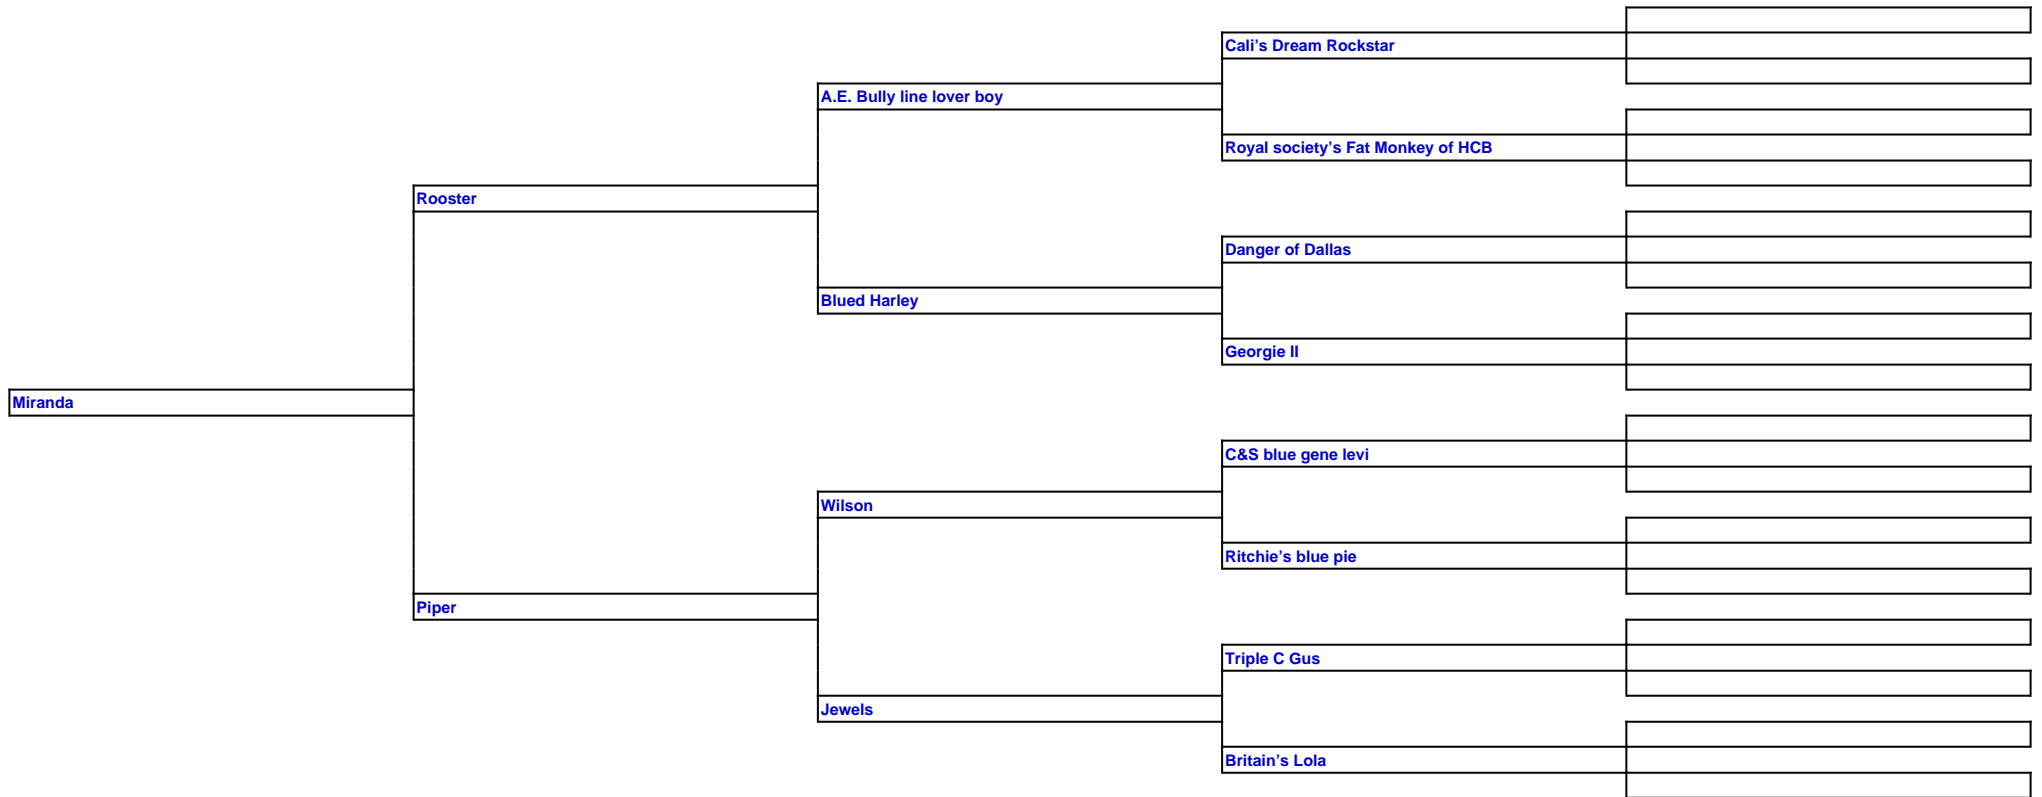 Cali’s Dream Rockstar
A.E. Bully line lover boy
Royal society’s Fat Monkey of HCB
Rooster
Danger of Dallas
Blued Harley
Georgie II
Miranda
C&S blue gene levi
Wilson
Ritchie’s blue pie
Piper
Triple C Gus
Jewels
Britain’s Lola